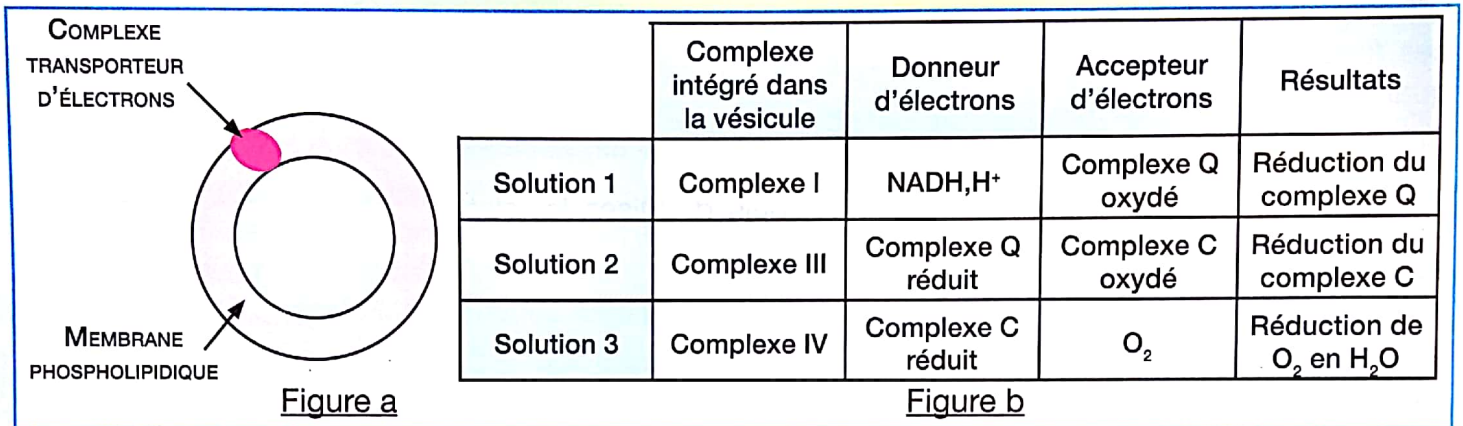 COMPLEXE
TRANSPORTEUR
D'ÉLECTRONS
MEMBRANE
PHOSPHOLIPIDIQUE
Figure a
Complexe
intégré dans
la vésicule
Donneur
d'électrons
Accepteur
d'électrons
Résultats
Solution 1
Complexe I
NADH,H⁺
Complexe Q
oxydé
Réduction du
complexe Q
Solution 2
Complexe III
Complexe Q
réduit
Complexe C
oxydé
Réduction du
complexe C
Solution 3
Complexe IV
Complexe C
réduit
O₂
Réduction de
O₂ en H₂O
Figure b